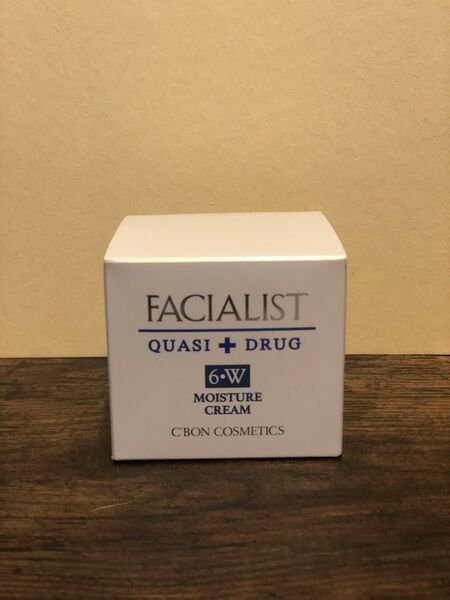 FACIALIST
QUASI + DRUG
6•W
MOISTURE
CREAM
C'BON COSMETICS